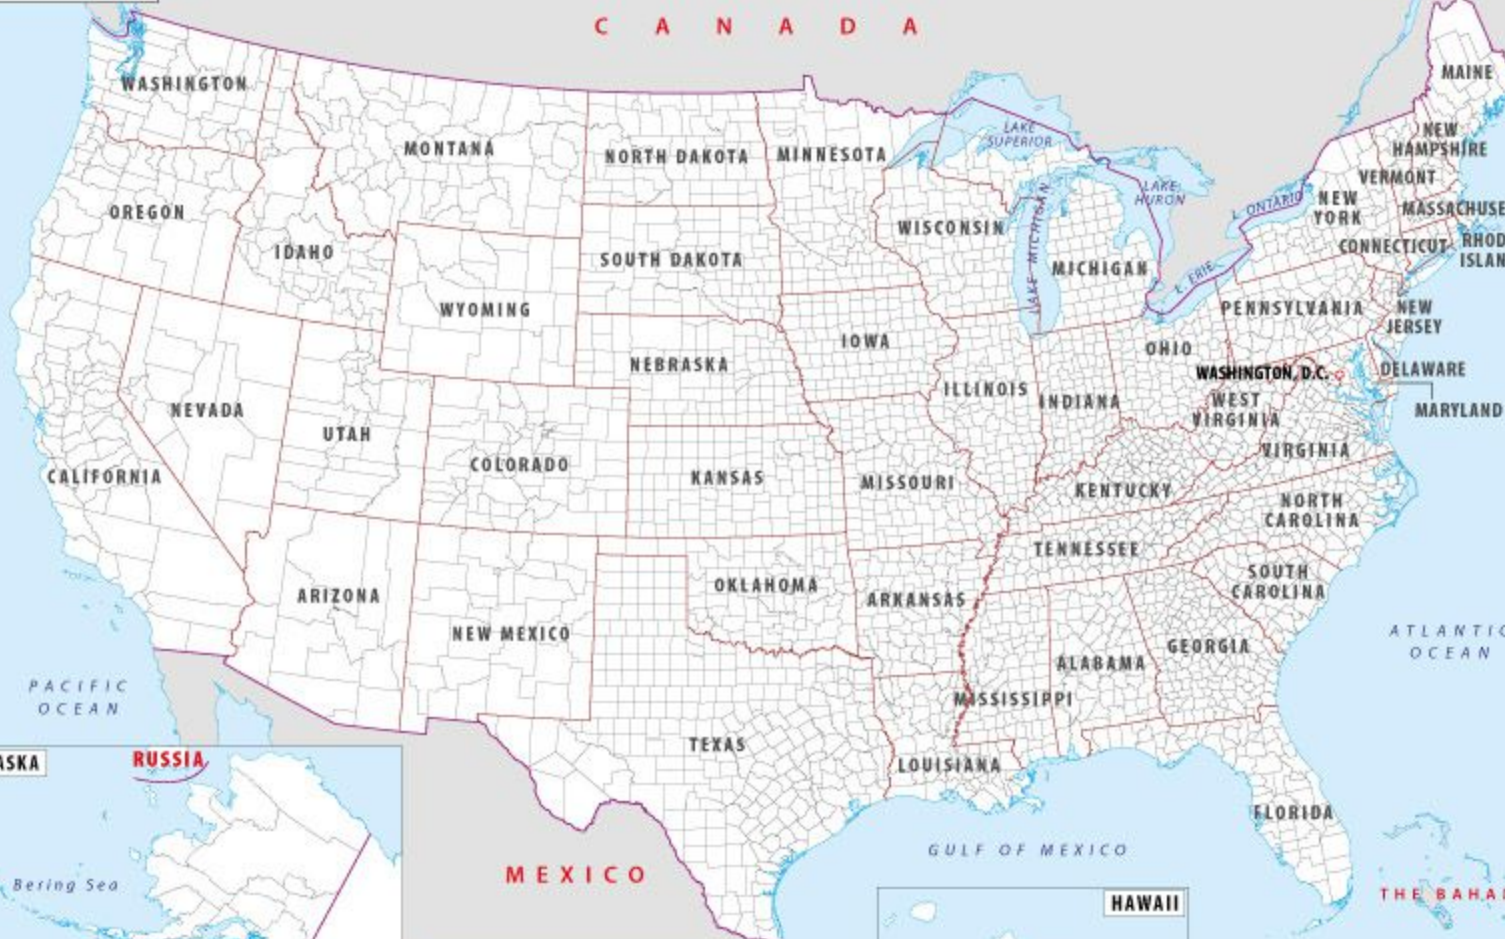 CANADA
WASHINGTON
MAINE
MONTANA
NORTH DAKOTA
MINNESOTA
LAKE
SUPERIOR
NEW
HAMPSHIRE
VERMONT
OREGON
IDAHO
WISCONSIN
LAKE MICHIGAN
LAKE
HURON
L. ONTARIO
NEW
YORK
MASSACHUSE
SOUTH DAKOTA
MICHIGAN
L. ERIE
CONNECTICUT
RHOD
ISLAN
WYOMING
PENNSYLVANIA
NEW
JERSEY
IOWA
OHIO
NEBRASKA
WASHINGTON, D.C.
DELAWARE
ILLINOIS
INDIANA
WEST
VIRGINIA
MARYLAND
NEVADA
UTAH
COLORADO
CALIFORNIA
KANSAS
MISSOURI
VIRGINIA
KENTUCKY
NORTH
CAROLINA
TENNESSEE
SOUTH
CAROLINA
ARIZONA
OKLAHOMA
ARKANSAS
NEW MEXICO
GEORGIA
ALABAMA
ATLANTIC
OCEAN
PACIFIC
OCEAN
MISSISSIPPI
TEXAS
ASKA
RUSSIA
LOUISIANA
FLORIDA
GULF OF MEXICO
MEXICO
Bering Sea
HAWAII
THE BAHA